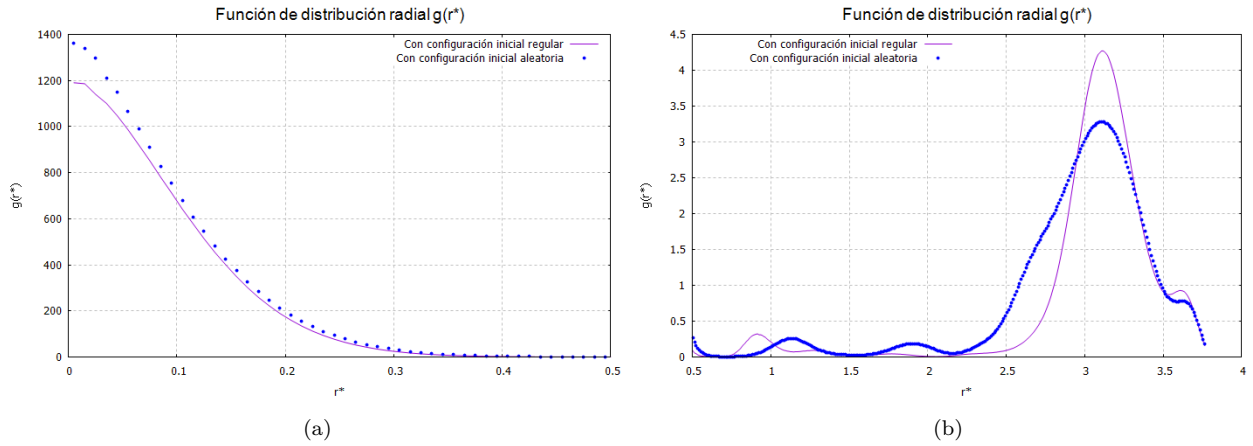 Función de distribución radial g(r*)
Con configuración inicial regular
Con configuración inicial aleatoria
1400
1200
1000
800
600
400
200
0
g(r*)
0
0.1
0.2
0.3
0.4
0.5
r*
(a)
Función de distribución radial g(r*)
Con configuración inicial regular
Con configuración inicial aleatoria
4.5
4
3.5
3
2.5
2
1.5
1
0.5
0
g(r*)
0.5
1
1.5
2
2.5
3
3.5
4
r*
(b)